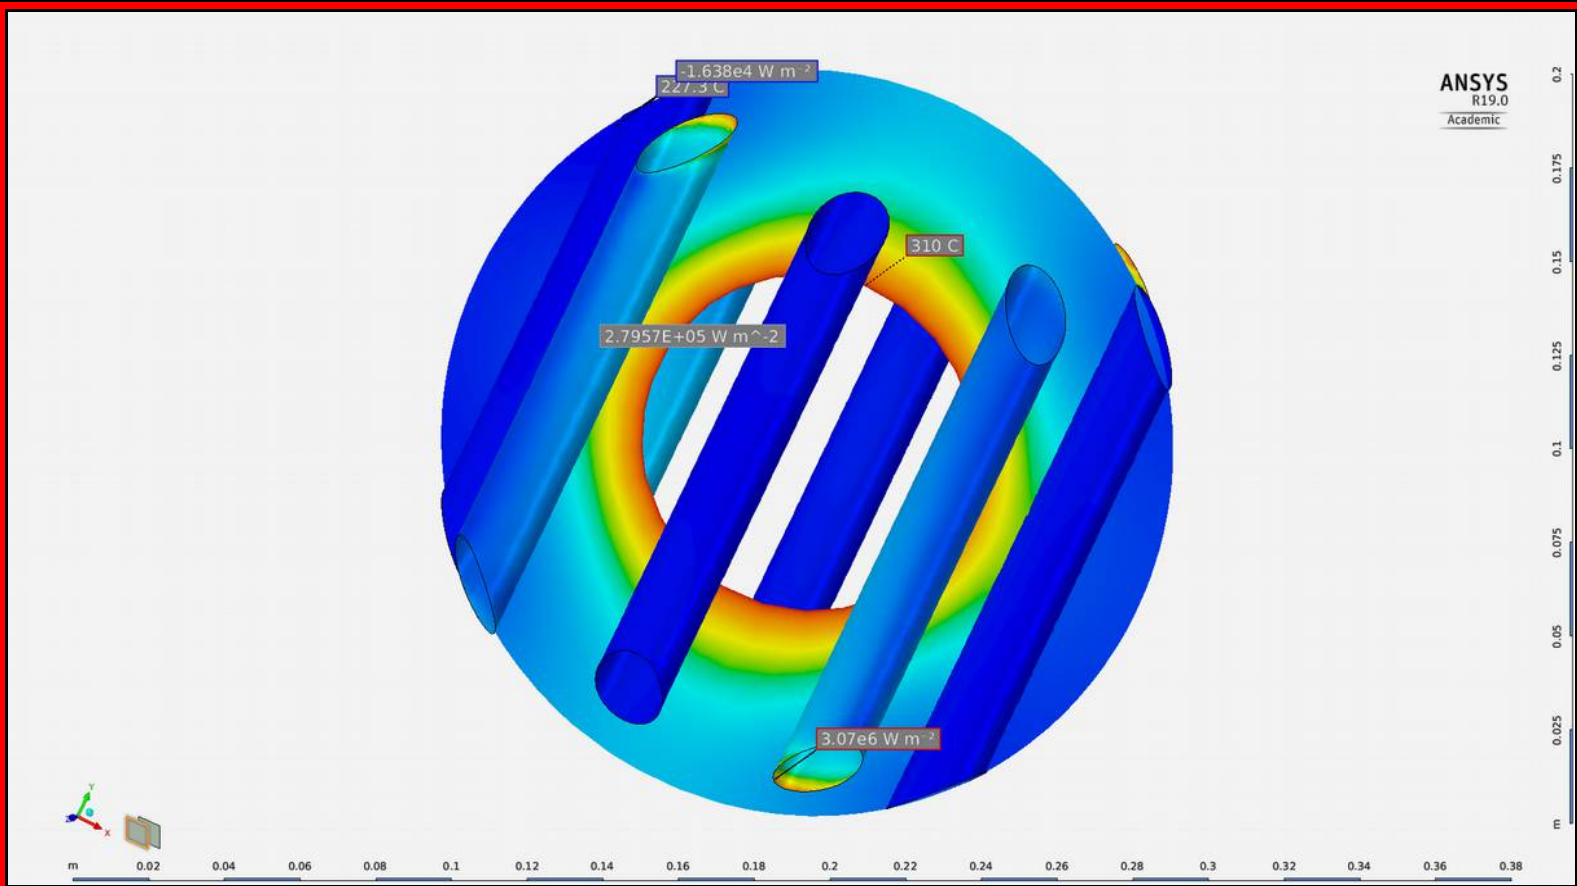 -1.638e4 W m⁻²
227.3 C
ANSYS
R19.0
Academic
310 C
2.7957E+05 W m^-2
3.07e6 W m⁻²
0.2
0.175
0.15
0.125
0.1
0.075
0.05
0.025
m
Y
Z
X
m 0.02 0.04 0.06 0.08 0.1 0.12 0.14 0.16 0.18 0.2 0.22 0.24 0.26 0.28 0.3 0.32 0.34 0.36 0.38